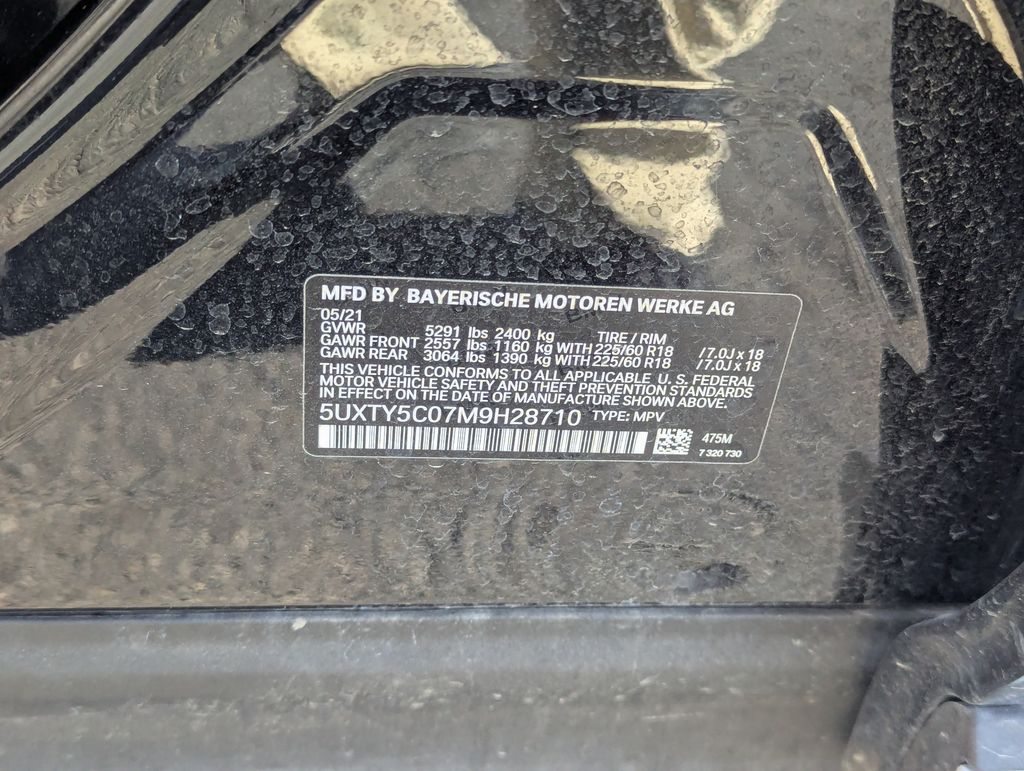 MFD BY BAYERISCHE MOTOREN WERKE AG
05/21
GVWR 5291 lbs 2400 kg TIRE / RIM
GAWR FRONT 2557 lbs 1160 kg WITH 225/60 R18 / 7.0J x 18
GAWR REAR 3064 lbs 1390 kg WITH 225/60 R18 / 7.0J x 18
THIS VEHICLE CONFORMS TO ALL APPLICABLE U. S. FEDERAL
MOTOR VEHICLE SAFETY AND THEFT PREVENTION STANDARDS
IN EFFECT ON THE DATE OF MANUFACTURE SHOWN ABOVE.
5UXTY5C07M9H28710 TYPE: MPV
475M
7 320 730